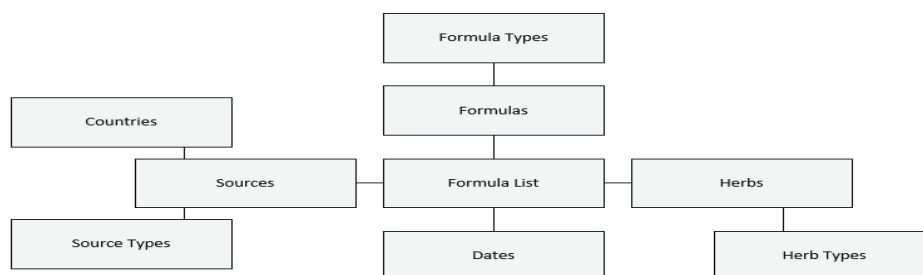 Formula Types
Formulas
Countries
Sources
Formula List
Herbs
Source Types
Dates
Herb Types